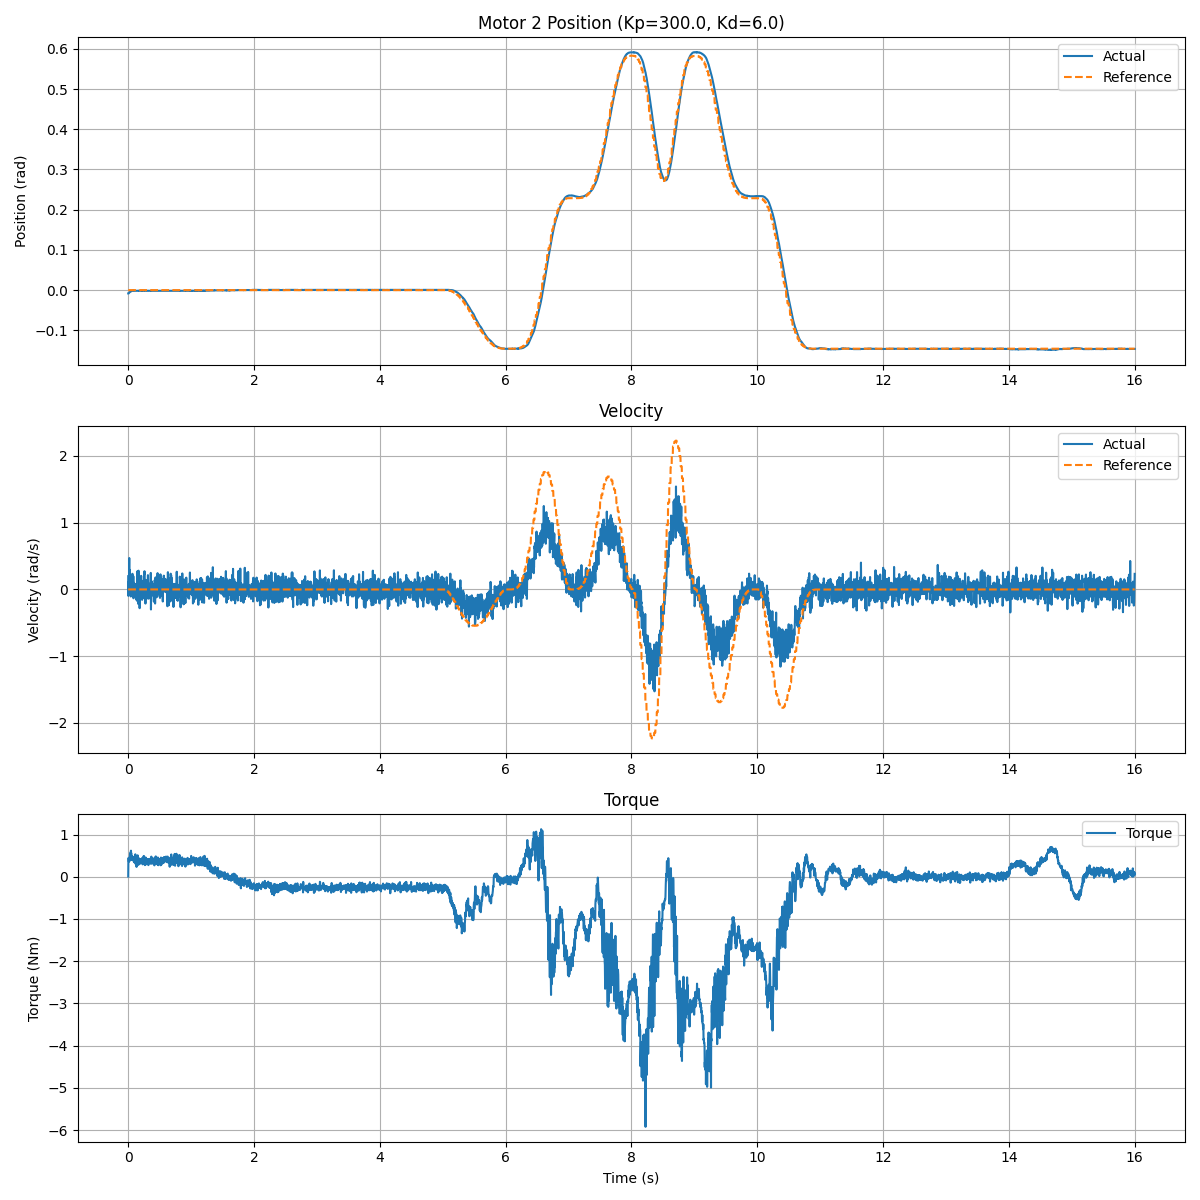 Motor 2 Position (Kp=300.0, Kd=6.0)
Position (rad)
0.6
0.5
0.4
0.3
0.2
0.1
0.0
−0.1
Actual
Reference
0 2 4 6 8 10 12 14 16
Velocity
Velocity (rad/s)
2
1
0
−1
−2
Actual
Reference
0 2 4 6 8 10 12 14 16
Torque
Torque (Nm)
1
0
−1
−2
−3
−4
−5
−6
Torque
0 2 4 6 8 10 12 14 16
Time (s)